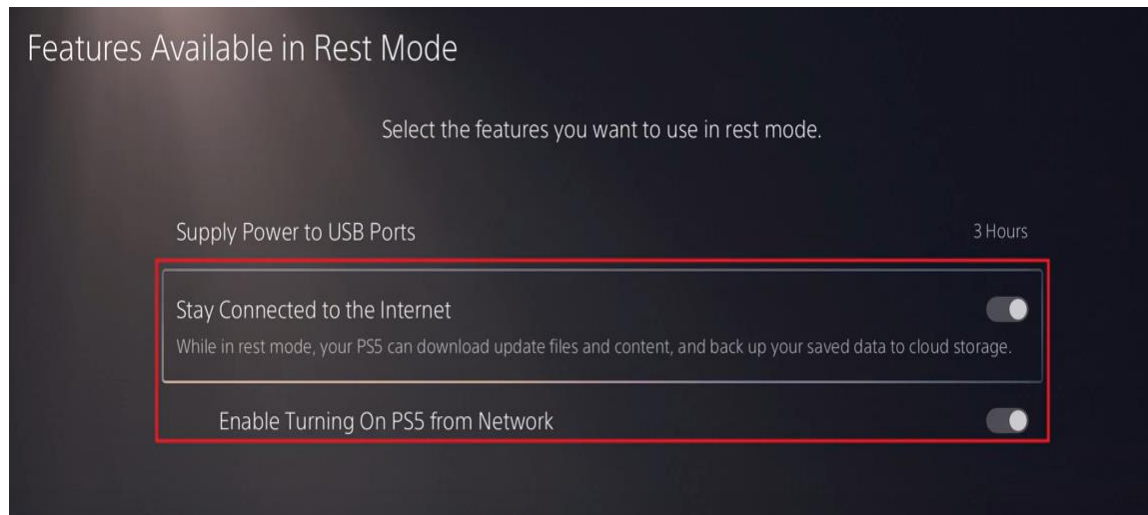 Features Available in Rest Mode
Select the features you want to use in rest mode.
Supply Power to USB Ports 3 Hours
Stay Connected to the Internet
While in rest mode, your PS5 can download update files and content, and back up your saved data to cloud storage.
Enable Turning On PS5 from Network